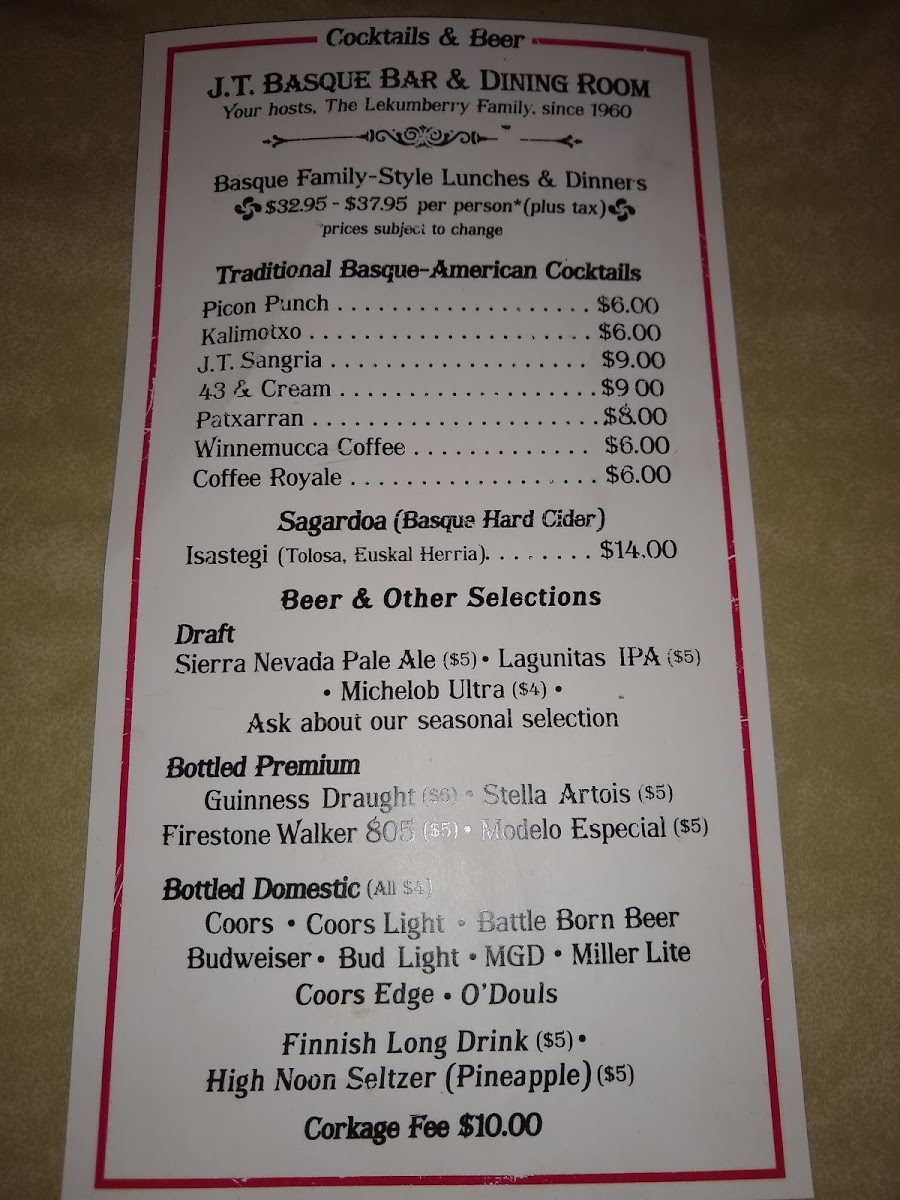 Cocktails & Beer
J.T. Basque Bar & Dining Room
Your hosts, The Lekumberry Family, since 1960
Basque Family-Style Lunches & Dinners
$32.95 - $37.95 per person*(plus tax)
*prices subject to change
Traditional Basque-American Cocktails
Picon Punch . . . . . . . . . . . . . . . . . . . . $6.00
Kalimotxo . . . . . . . . . . . . . . . . . . . . . . $6.00
J.T. Sangria . . . . . . . . . . . . . . . . . . . . $9.00
43 & Cream . . . . . . . . . . . . . . . . . . . .$9.00
Patxarran . . . . . . . . . . . . . . . . . . . . . .$8.00
Winnemucca Coffee . . . . . . . . . . . . . . $6.00
Coffee Royale . . . . . . . . . . . . . . . . . . . $6.00
Sagardoa (Basque Hard Cider)
Isastegi (Tolosa, Euskal Herria). . . . . . . . $14.00
Beer & Other Selections
Draft
Sierra Nevada Pale Ale ($5) • Lagunitas IPA ($5)
• Michelob Ultra ($4) •
Ask about our seasonal selection
Bottled Premium
Guinness Draught ($6) • Stella Artois ($5)
Firestone Walker 805 ($5) • Modelo Especial ($5)
Bottled Domestic (All $4)
Coors • Coors Light • Battle Born Beer
Budweiser • Bud Light • MGD • Miller Lite
Coors Edge • O'Douls
Finnish Long Drink ($5) •
High Noon Seltzer (Pineapple) ($5)
Corkage Fee $10.00